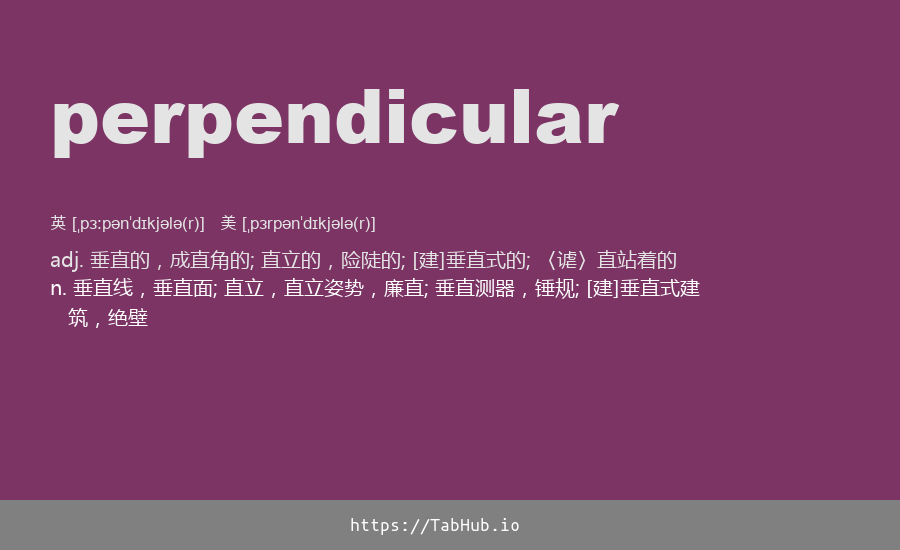 perpendicular
英 [ˌpɜːpənˈdɪkjələ(r)] 美 [ˌpɜrpənˈdɪkjələ(r)]
adj. 垂直的，成直角的; 直立的，险陡的; [建]垂直式的; 〈谑〉直站着的
n. 垂直线，垂直面; 直立，直立姿势，廉直; 垂直测器，锤规; [建]垂直式建
筑，绝壁
https://TabHub.io